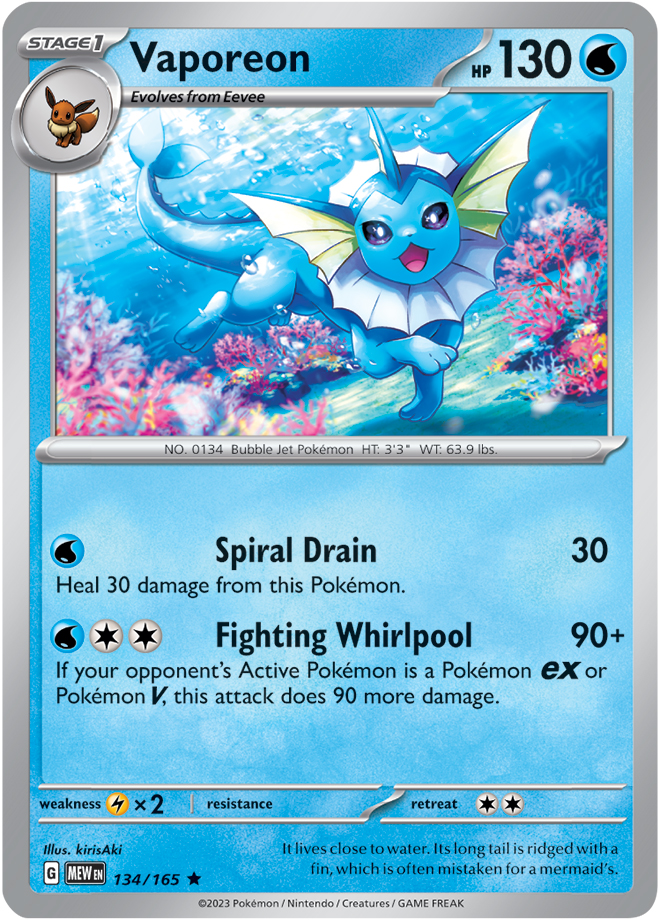 STAGE 1
Vaporeon
HP 130
Evolves from Eevee
NO. 0134 Bubble Jet Pokémon HT: 3'3" WT: 63.9 lbs.
Spiral Drain 30
Heal 30 damage from this Pokémon.
Fighting Whirlpool 90+
If your opponent's Active Pokémon is a Pokémon ex or
Pokémon V, this attack does 90 more damage.
weakness ×2 resistance retreat
Illus. kirisAki
It lives close to water. Its long tail is ridged with a
fin, which is often mistaken for a mermaid's.
G MEW EN 134/165 ★
©2023 Pokémon / Nintendo / Creatures / GAME FREAK